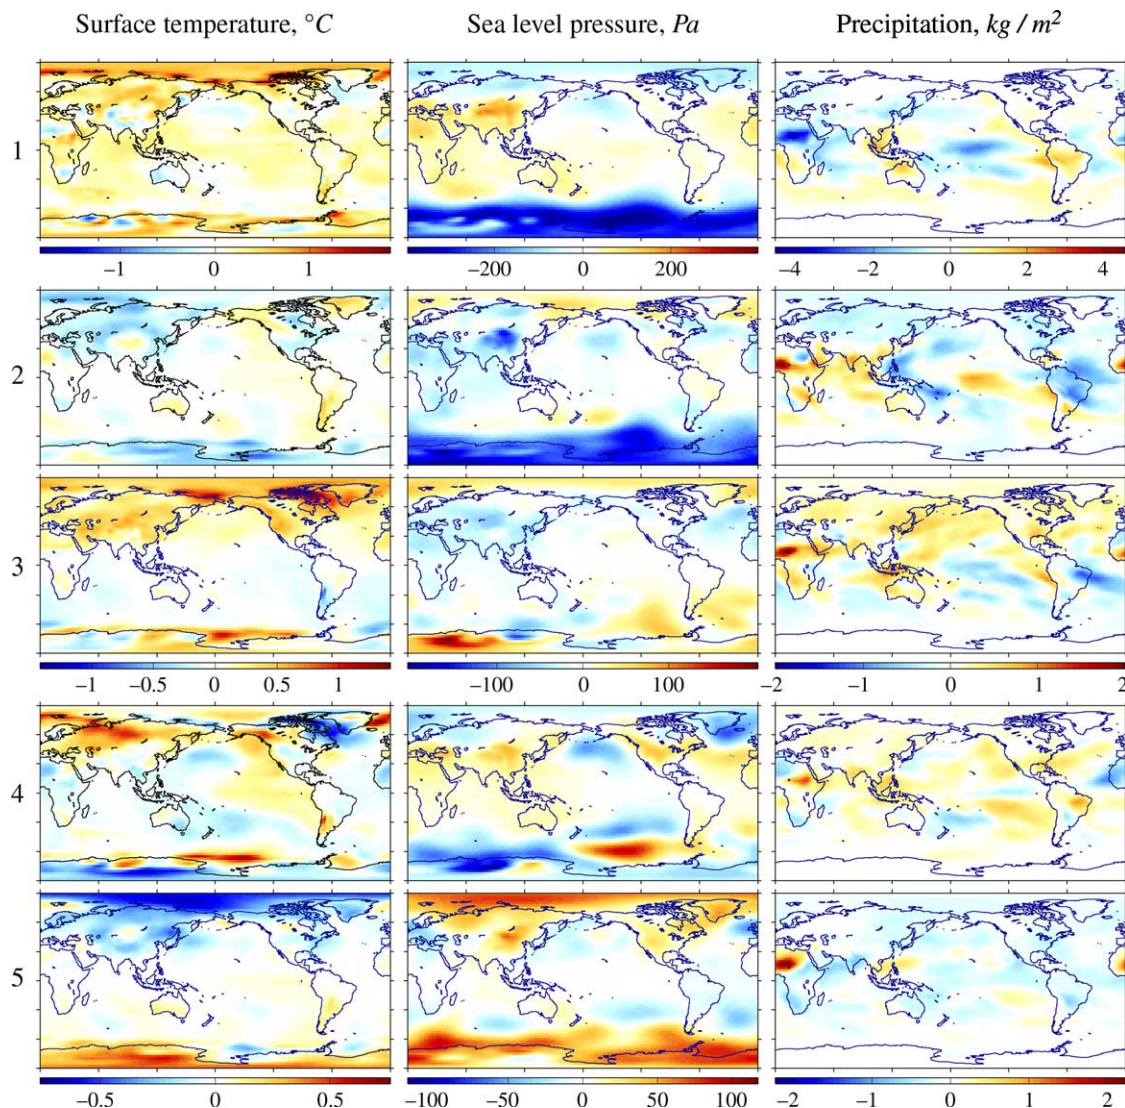 Surface temperature, °C Sea level pressure, Pa Precipitation, kg / m²
1
−1 0 1 −200 0 200 −4 −2 0 2 4
2
3
−1 −0.5 0 0.5 1 −100 0 100 −2 −1 0 1 2
4
5
−0.5 0 0.5 −100 −50 0 50 100 −2 −1 0 1 2